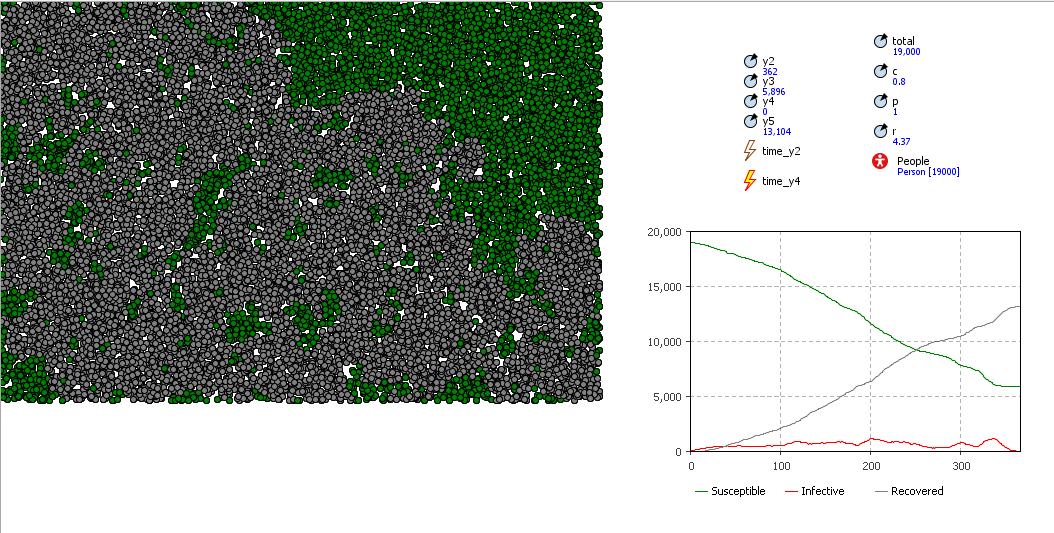 total
19,000
y2
362
c
0.8
y3
5,896
y4
0
p
1
y5
13,104
r
4.37
time_y2
People
Person [19000]
time_y4
20,000
15,000
10,000
5,000
0
0 100 200 300
Susceptible Infective Recovered